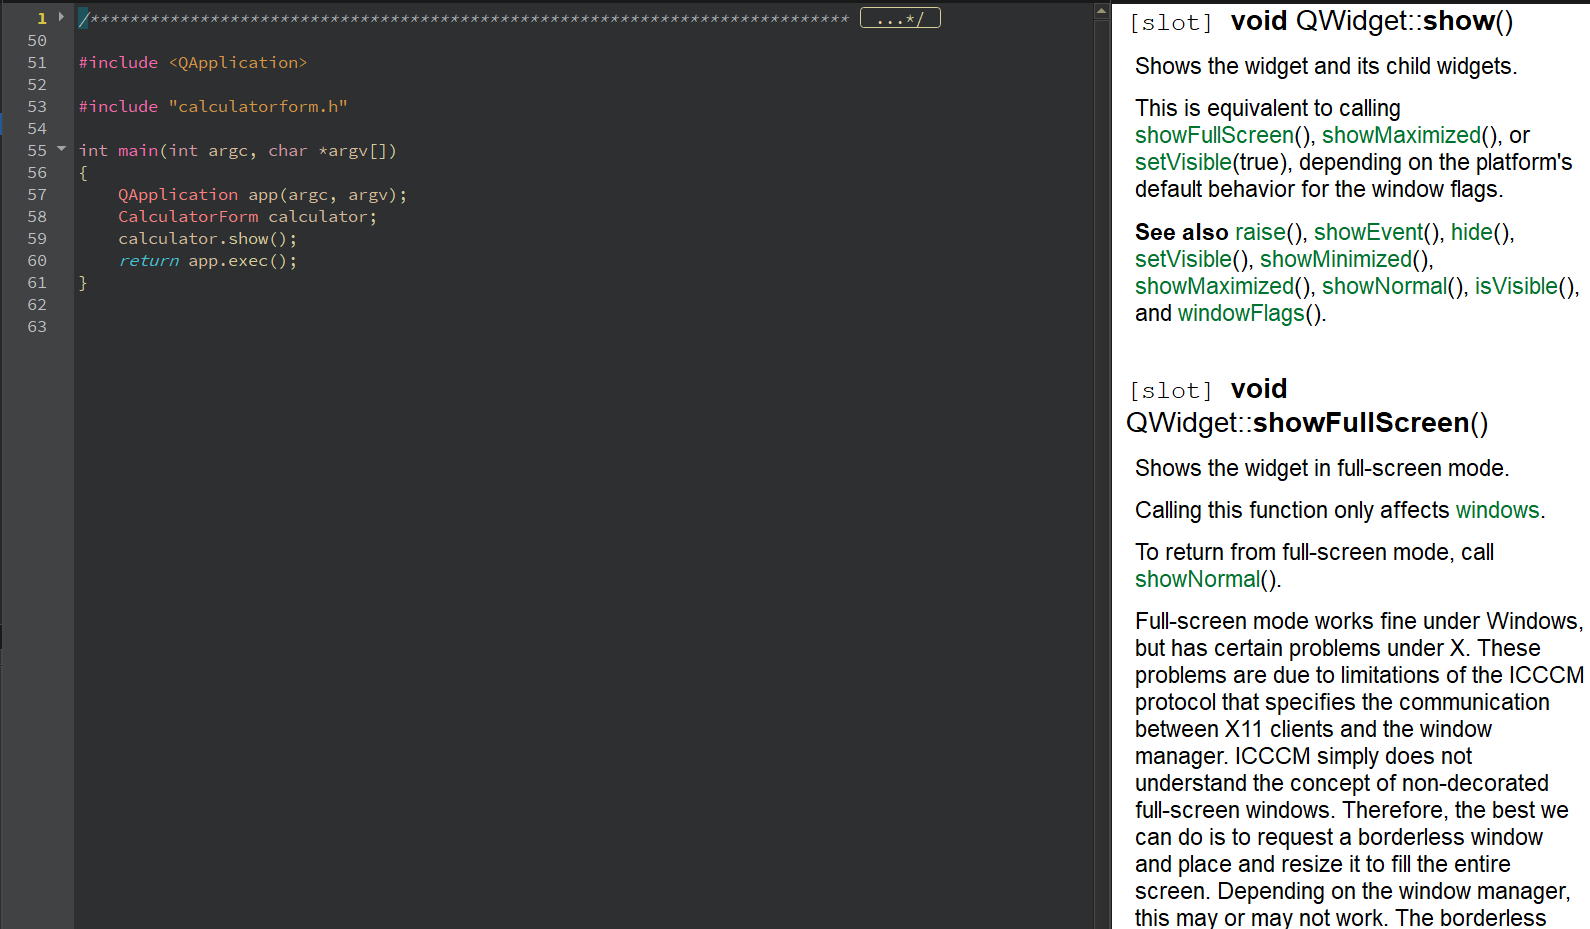 1 /**************************************************************************** ...*/
50
51 #include <QApplication>
52
53 #include "calculatorform.h"
54
55 int main(int argc, char *argv[])
56 {
57     QApplication app(argc, argv);
58     CalculatorForm calculator;
59     calculator.show();
60     return app.exec();
61 }
62
63
[slot] void QWidget::show()
Shows the widget and its child widgets.
This is equivalent to calling
showFullScreen(), showMaximized(), or
setVisible(true), depending on the platform's
default behavior for the window flags.
See also raise(), showEvent(), hide(),
setVisible(), showMinimized(),
showMaximized(), showNormal(), isVisible(),
and windowFlags().
[slot] void
QWidget::showFullScreen()
Shows the widget in full-screen mode.
Calling this function only affects windows.
To return from full-screen mode, call
showNormal().
Full-screen mode works fine under Windows,
but has certain problems under X. These
problems are due to limitations of the ICCCM
protocol that specifies the communication
between X11 clients and the window
manager. ICCCM simply does not
understand the concept of non-decorated
full-screen windows. Therefore, the best we
can do is to request a borderless window
and place and resize it to fill the entire
screen. Depending on the window manager,
this may or may not work. The borderless